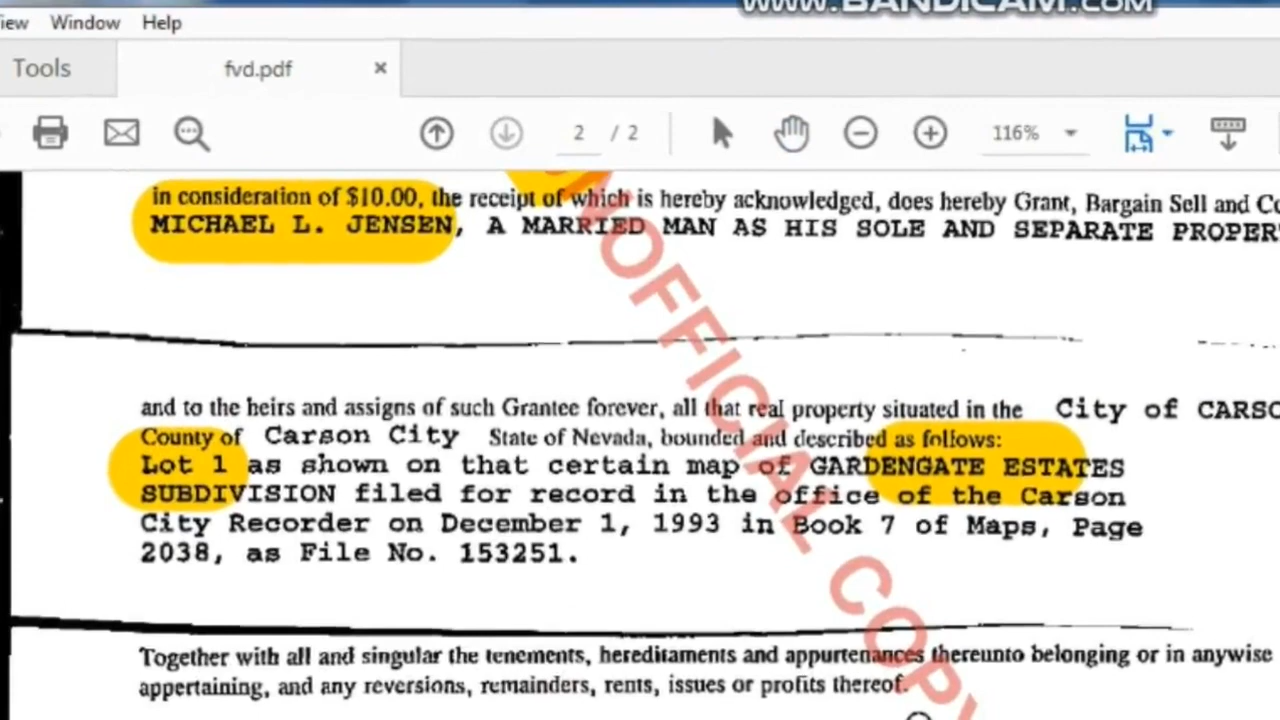 www.BANDICAM.com
iew Window Help
Tools fvd.pdf ×
2 / 2 116%
in consideration of $10.00, the receipt of which is hereby acknowledged, does hereby Grant, Bargain Sell and Co
MICHAEL L. JENSEN, A MARRIED MAN AS HIS SOLE AND SEPARATE PROPER
and to the heirs and assigns of such Grantee forever, all that real property situated in the City of CARSO
County of Carson City State of Nevada, bounded and described as follows:
Lot 1 as shown on that certain map of GARDENGATE ESTATES
SUBDIVISION filed for record in the office of the Carson
City Recorder on December 1, 1993 in Book 7 of Maps, Page
2038, as File No. 153251.
Together with all and singular the tenements, hereditaments and appurtenances thereunto belonging or in anywise
appertaining, and any reversions, remainders, rents, issues or profits thereof.
UNOFFICIAL COPY